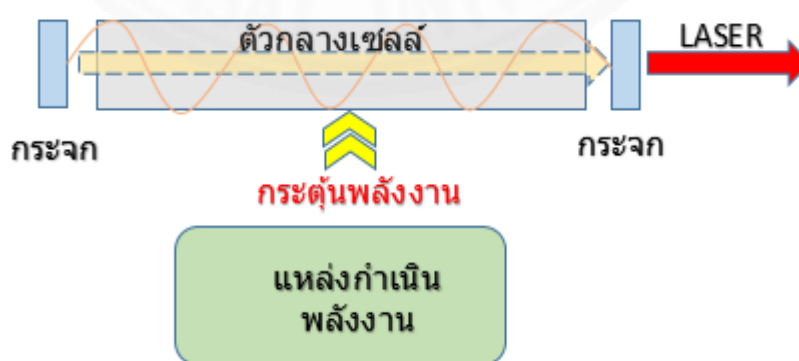 ตัวกลางเซลล์
LASER
กระจก
กระจก
กระตุ้นพลังงาน
แหล่งกำเนิน
พลังงาน